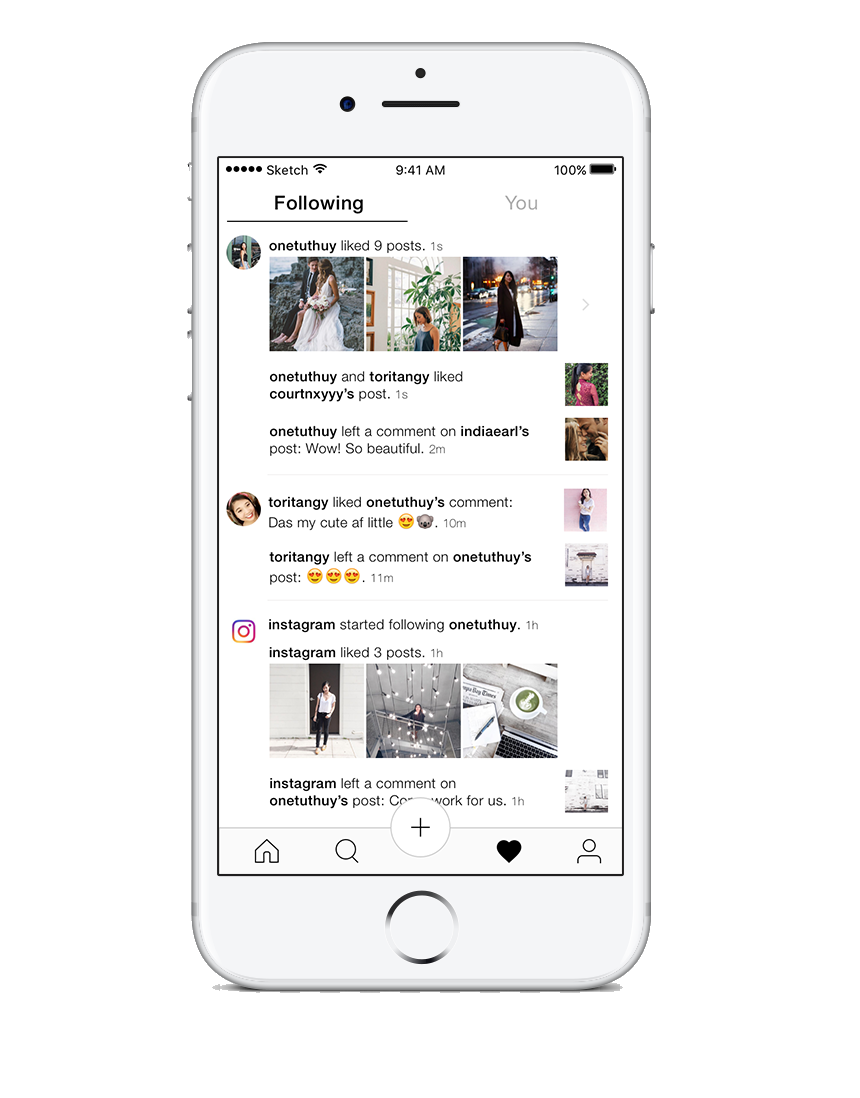 Sketch 9:41 AM 100%
Following You
onetuthuy liked 9 posts. 1s
onetuthuy and toritangy liked
courtnxyyy’s post. 1s
onetuthuy left a comment on indiaearl’s
post: Wow! So beautiful. 2m
toritangy liked onetuthuy’s comment:
Das my cute af little 😍🐨. 10m
toritangy left a comment on onetuthuy’s
post: 😍😍😍. 11m
instagram started following onetuthuy. 1h
instagram liked 3 posts. 1h
Bay Times
instagram left a comment on
onetuthuy’s post: work for us. 1h